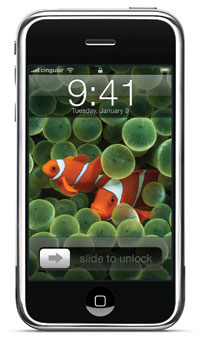 cingular
9:41
Tuesday, January 9
slide to unlock